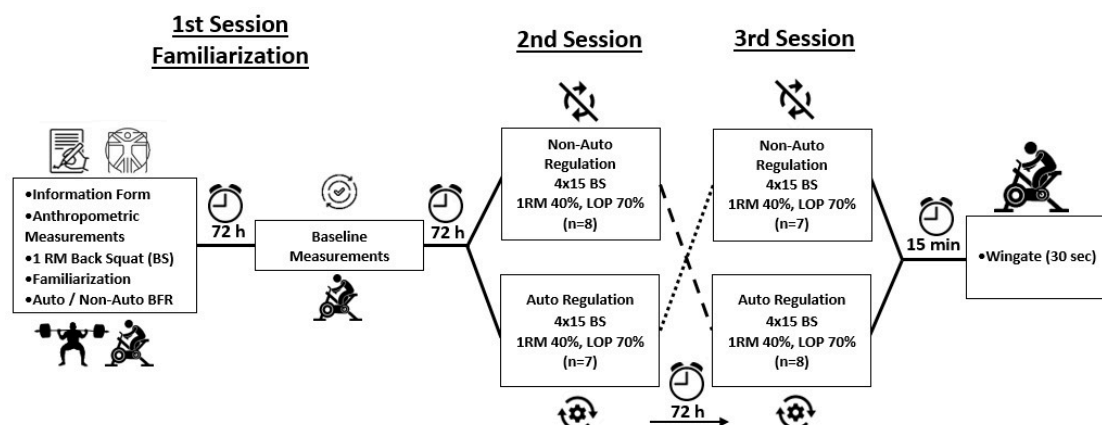 1st Session
Familiarization
2nd Session
3rd Session
•Information Form
•Anthropometric
Measurements
•1 RM Back Squat (BS)
•Familiarization
•Auto / Non-Auto BFR
72 h
Baseline
Measurements
72 h
Non-Auto
Regulation
4x15 BS
1RM 40%, LOP 70%
(n=8)
Auto Regulation
4x15 BS
1RM 40%, LOP 70%
(n=7)
72 h
Non-Auto
Regulation
4x15 BS
1RM 40%, LOP 70%
(n=7)
Auto Regulation
4x15 BS
1RM 40%, LOP 70%
(n=8)
15 min
•Wingate (30 sec)